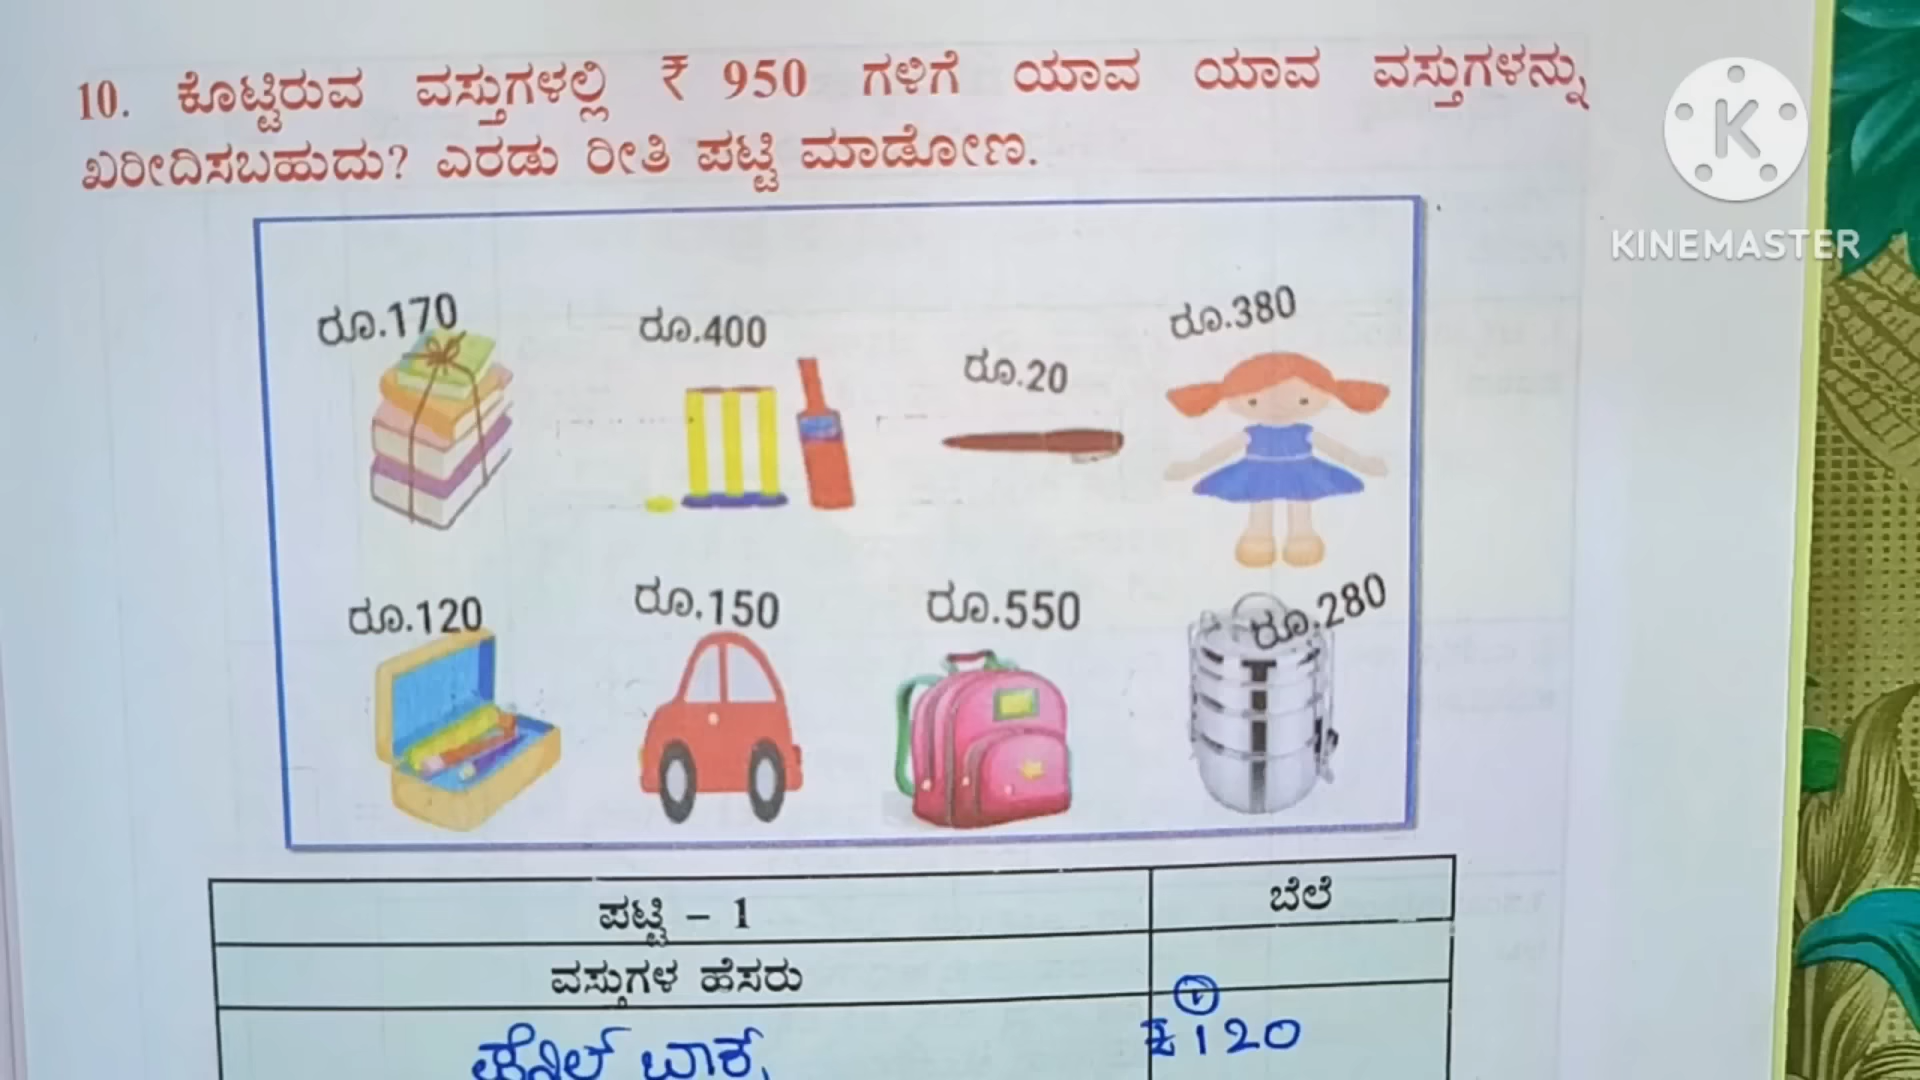 10. ಕೊಟ್ಟಿರುವ ವಸ್ತುಗಳಲ್ಲಿ ₹ 950 ಗಳಿಗೆ ಯಾವ ಯಾವ ವಸ್ತುಗಳನ್ನು
ಖರೀದಿಸಬಹುದು? ಎರಡು ರೀತಿ ಪಟ್ಟಿ ಮಾಡೋಣ.
KINEMASTER
ರೂ.170 ರೂ.400 ರೂ.20 ರೂ.380
ರೂ.120 ರೂ.150 ರೂ.550 ರೂ.280
ಪಟ್ಟಿ – 1 ಬೆಲೆ
ವಸ್ತುಗಳ ಹೆಸರು
₹120